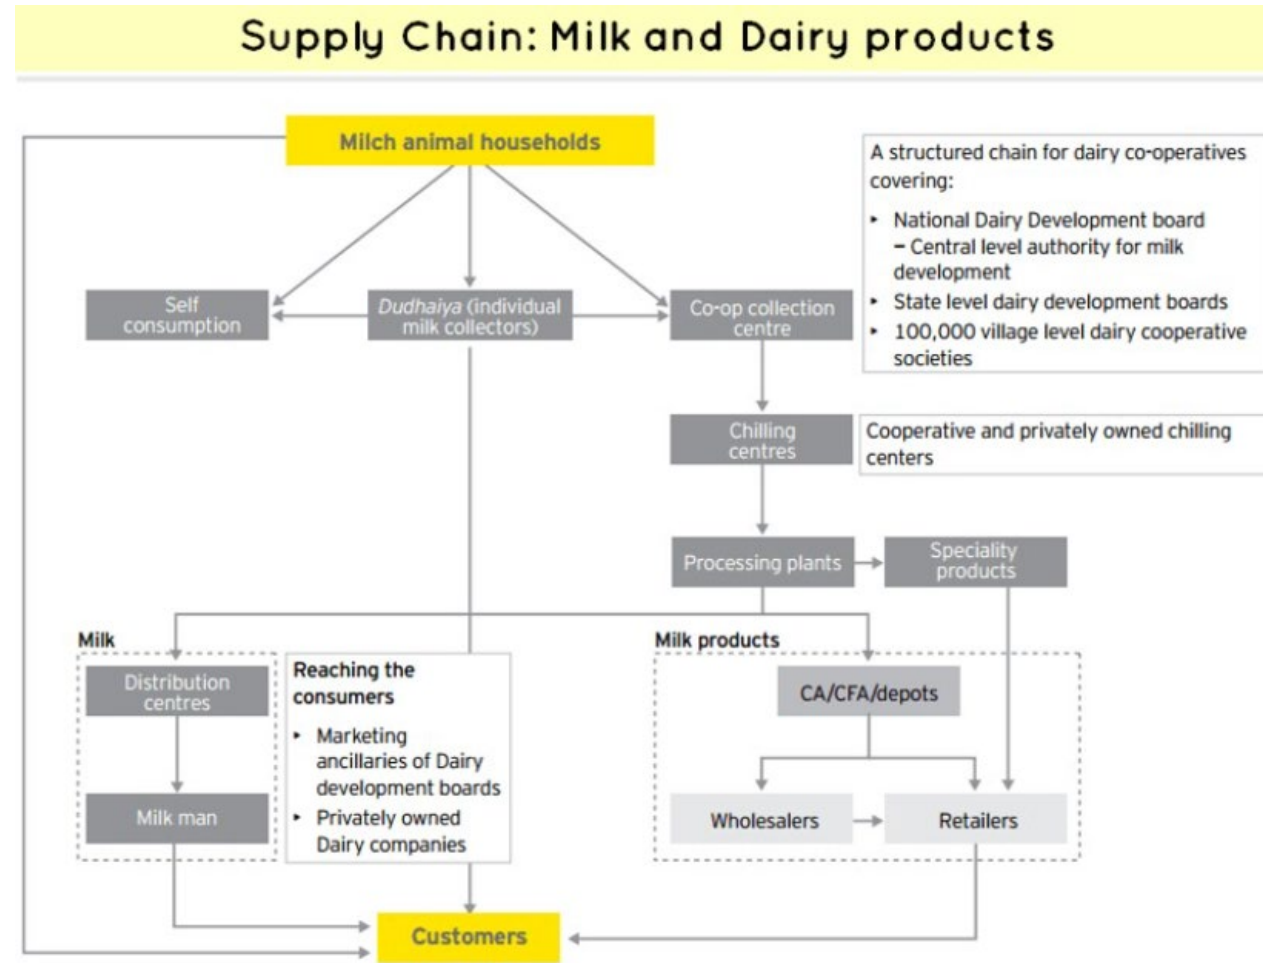 Supply Chain: Milk and Dairy products
Milch animal households
A structured chain for dairy co-operatives
covering:
‣ National Dairy Development board
– Central level authority for milk
development
‣ State level dairy development boards
‣ 100,000 village level dairy cooperative
societies
Self
consumption
Dudhaiya (individual
milk collectors)
Co-op collection
centre
Chilling
centres
Cooperative and privately owned chilling
centers
Processing plants
Speciality
products
Milk
Distribution
centres
Milk man
Reaching the
consumers
‣ Marketing
ancillaries of Dairy
development boards
‣ Privately owned
Dairy companies
Milk products
CA/CFA/depots
Wholesalers
Retailers
Customers